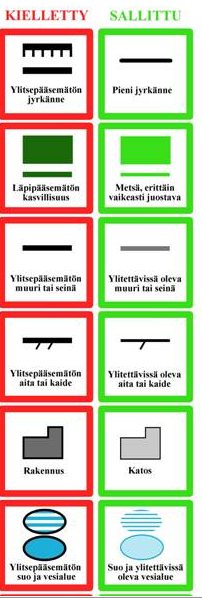 KIELLETTY SALLITTU
Ylitsepääsemätön
jyrkänne
Pieni jyrkänne
Läpipääsemätön
kasvillisuus
Metsä, erittäin
vaikeasti juostava
Ylitsepääsemätön
muuri tai seinä
Ylitettävissä oleva
muuri tai seinä
Ylitsepääsemätön
aita tai kaide
Ylitettävissä oleva
aita tai kaide
Rakennus
Katos
Ylitsepääsemätön
suo ja vesialue
Suo ja ylitettävissä
oleva vesialue